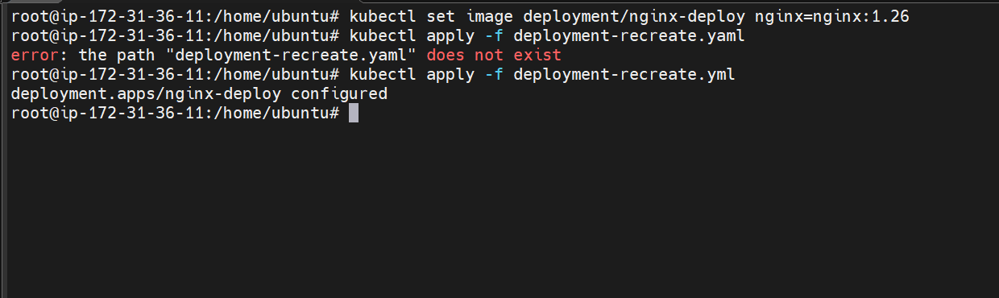 root@ip-172-31-36-11:/home/ubuntu# kubectl set image deployment/nginx-deploy nginx=nginx:1.26
root@ip-172-31-36-11:/home/ubuntu# kubectl apply -f deployment-recreate.yaml
error: the path "deployment-recreate.yaml" does not exist
root@ip-172-31-36-11:/home/ubuntu# kubectl apply -f deployment-recreate.yml
deployment.apps/nginx-deploy configured
root@ip-172-31-36-11:/home/ubuntu#